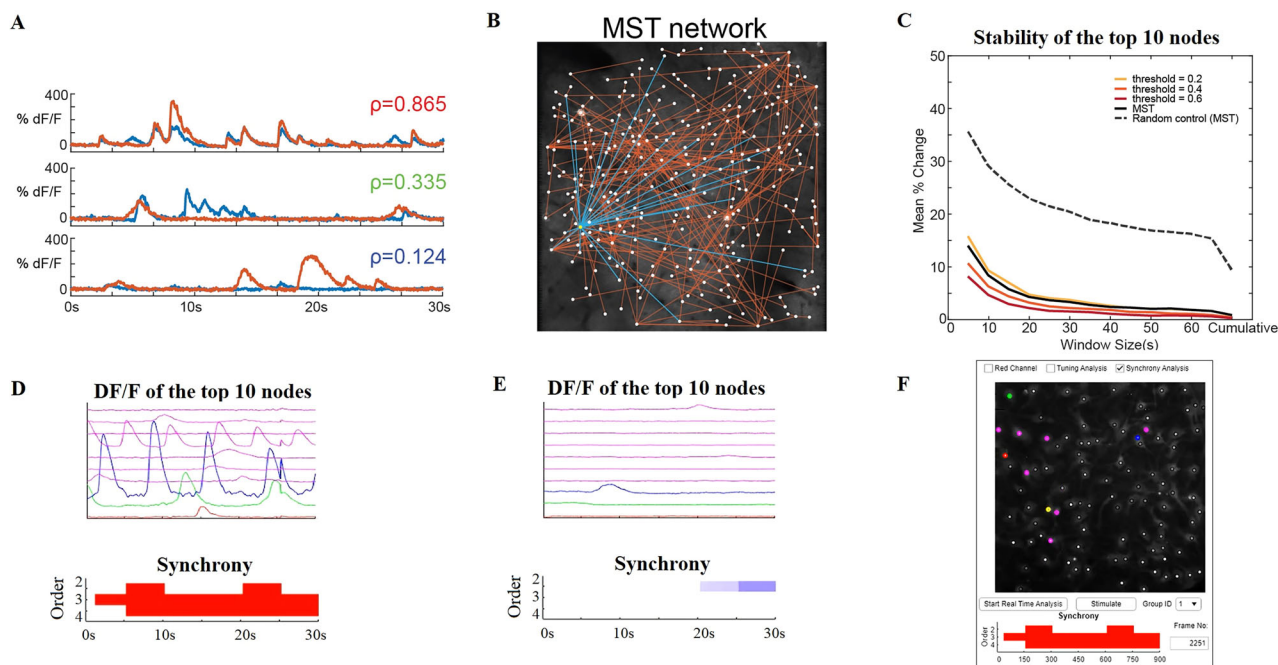 A
400
% dF/F
0
ρ=0.865
400
% dF/F
0
ρ=0.335
400
% dF/F
0
ρ=0.124
0s 10s 20s 30s
B
MST network
C
Stability of the top 10 nodes
50
40
30
20
10
0
Mean % Change
threshold = 0.2
threshold = 0.4
threshold = 0.6
MST
Random control (MST)
0 10 20 30 40 50 60 Cumulative
Window Size(s)
D
DF/F of the top 10 nodes
Synchrony
Order
2
3
4
0s 10s 20s 30s
E
DF/F of the top 10 nodes
Synchrony
Order
2
3
4
0s 10s 20s 30s
F
Red Channel Tuning Analysis Synchrony Analysis
Start Real Time Analysis Stimulate Group ID 1
Synchrony
Order
2
3
4
0 150 300 450 600 750 900
Frame No:
2251